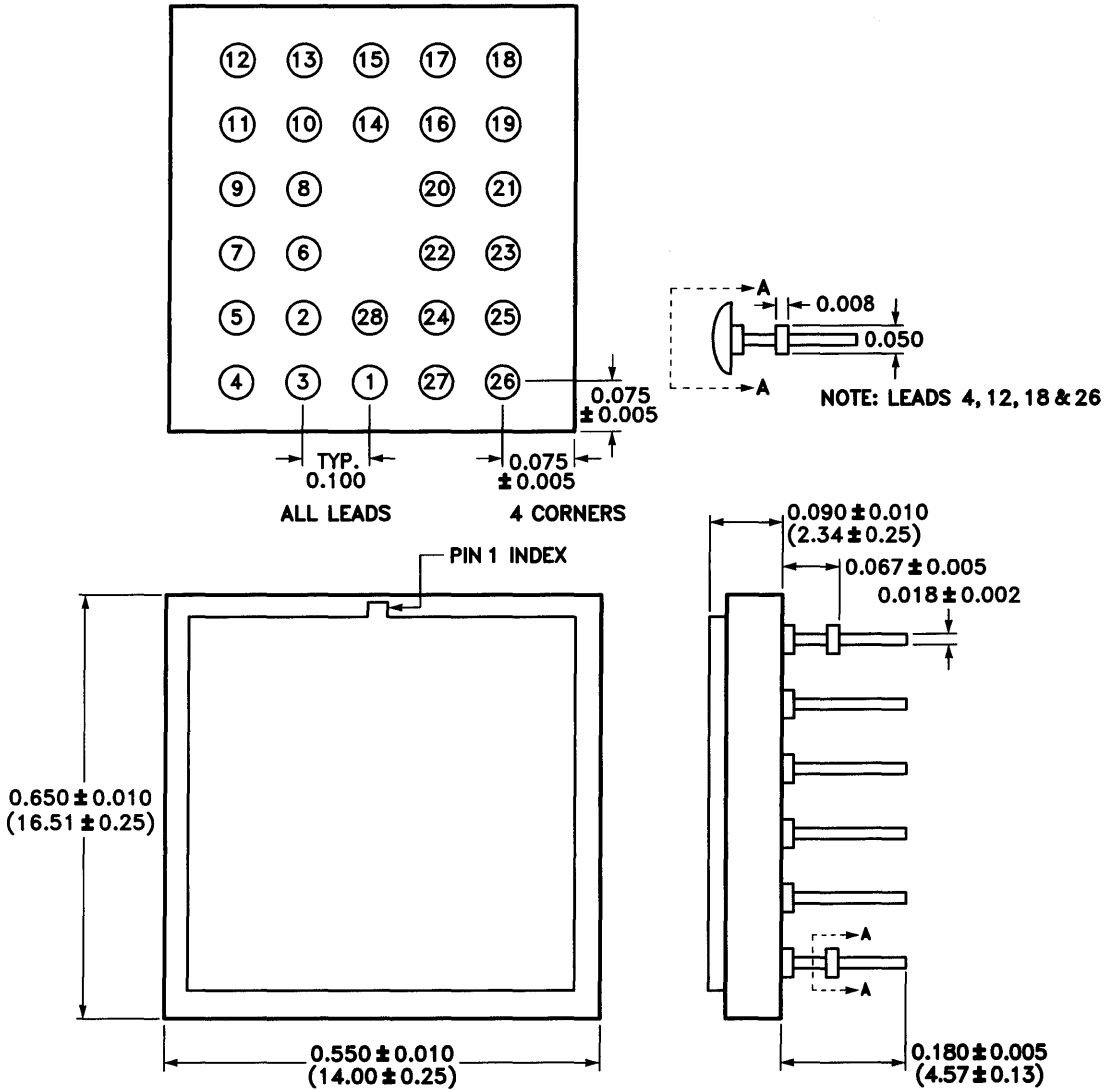 12 13 15 17 18
11 10 14 16 19
9 8 20 21
7 6 22 23
5 2 28 24 25
4 3 1 27 26
0.075
± 0.005
TYP.
0.100
0.075
± 0.005
ALL LEADS
4 CORNERS
A
0.008
0.050
A
NOTE: LEADS 4, 12, 18 & 26
PIN 1 INDEX
0.650 ± 0.010
(16.51 ± 0.25)
0.550 ± 0.010
(14.00 ± 0.25)
0.090 ± 0.010
(2.34 ± 0.25)
0.067 ± 0.005
0.018 ± 0.002
A
A
0.180 ± 0.005
(4.57 ± 0.13)